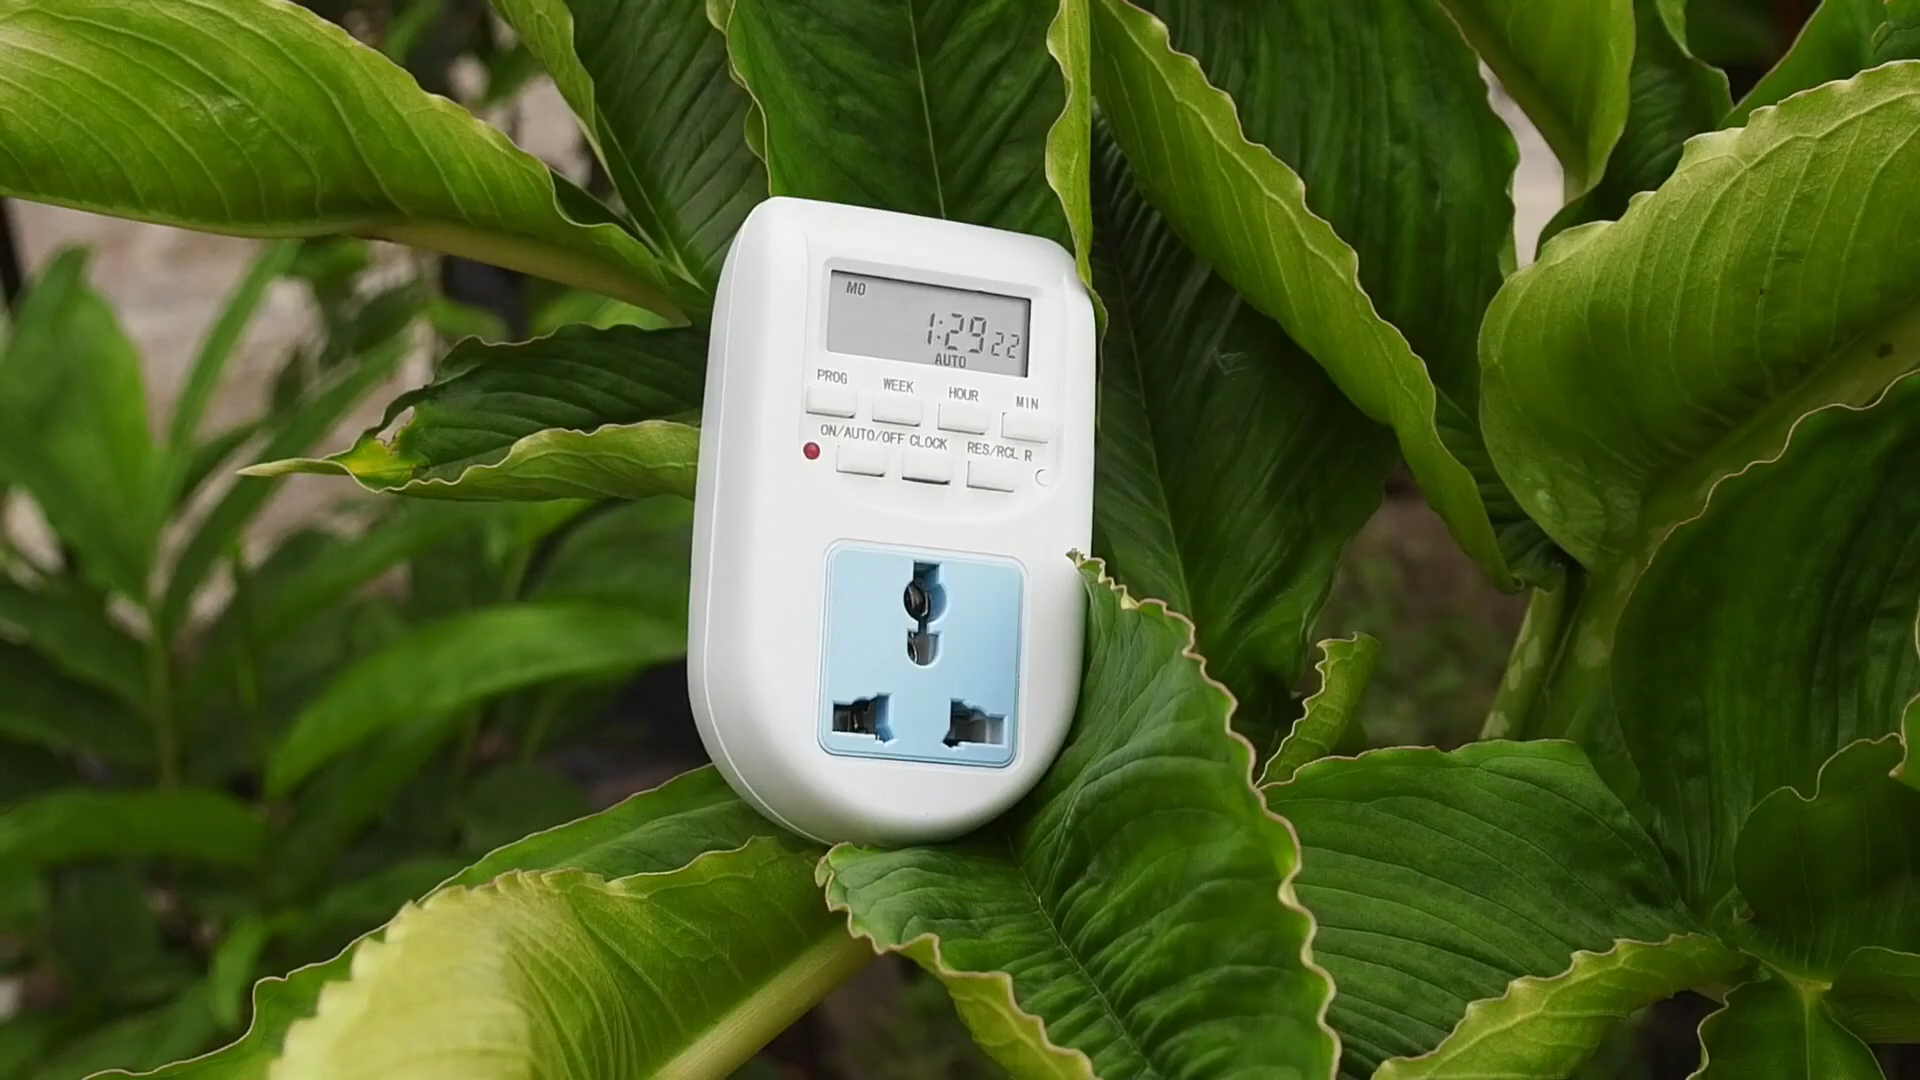 MO
1:29 22
AUTO
PROG WEEK HOUR MIN
ON/AUTO/OFF CLOCK RES/RCL R